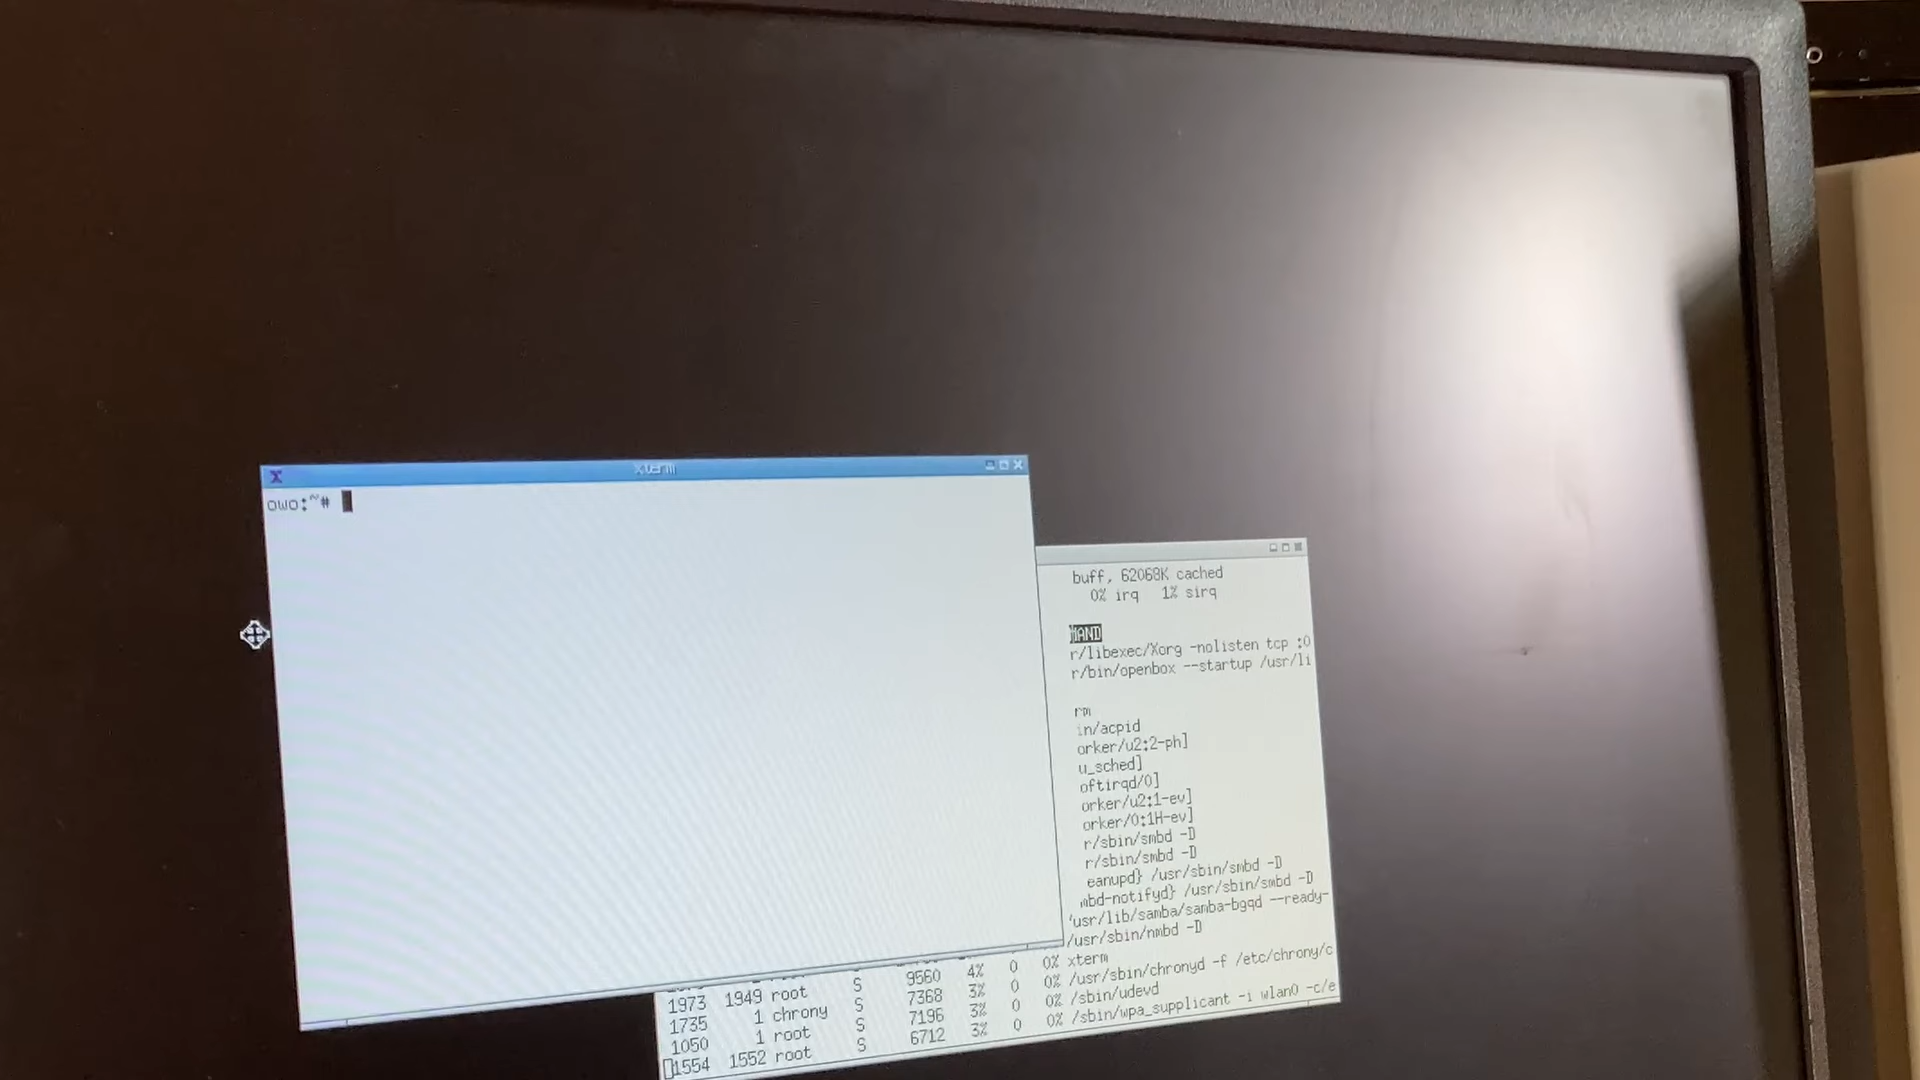 xterm
owo:~# 
buff, 62068K cached
0% irq 1% sirq
MAND
r/libexec/Xorg -nolisten tcp :0
r/bin/openbox --startup /usr/li
rm
in/acpid
orker/u2:2-ph]
u_sched]
oftirqd/0]
orker/u2:1-ev]
orker/0:1H-ev]
r/sbin/smbd -D
r/sbin/smbd -D
eanupd} /usr/sbin/smbd -D
mbd-notifyd} /usr/sbin/smbd -D
usr/lib/samba/samba-bgqd --ready-
/usr/sbin/nmbd -D
1973 1949 root S 9560 4% 0 0% xterm
1735 1 chrony S 7368 3% 0 0% /usr/sbin/chronyd -f /etc/chrony/c
1050 1 root S 7196 3% 0 0% /sbin/udevd
1554 1552 root S 6712 3% 0 0% /sbin/wpa_supplicant -i wlan0 -c/e